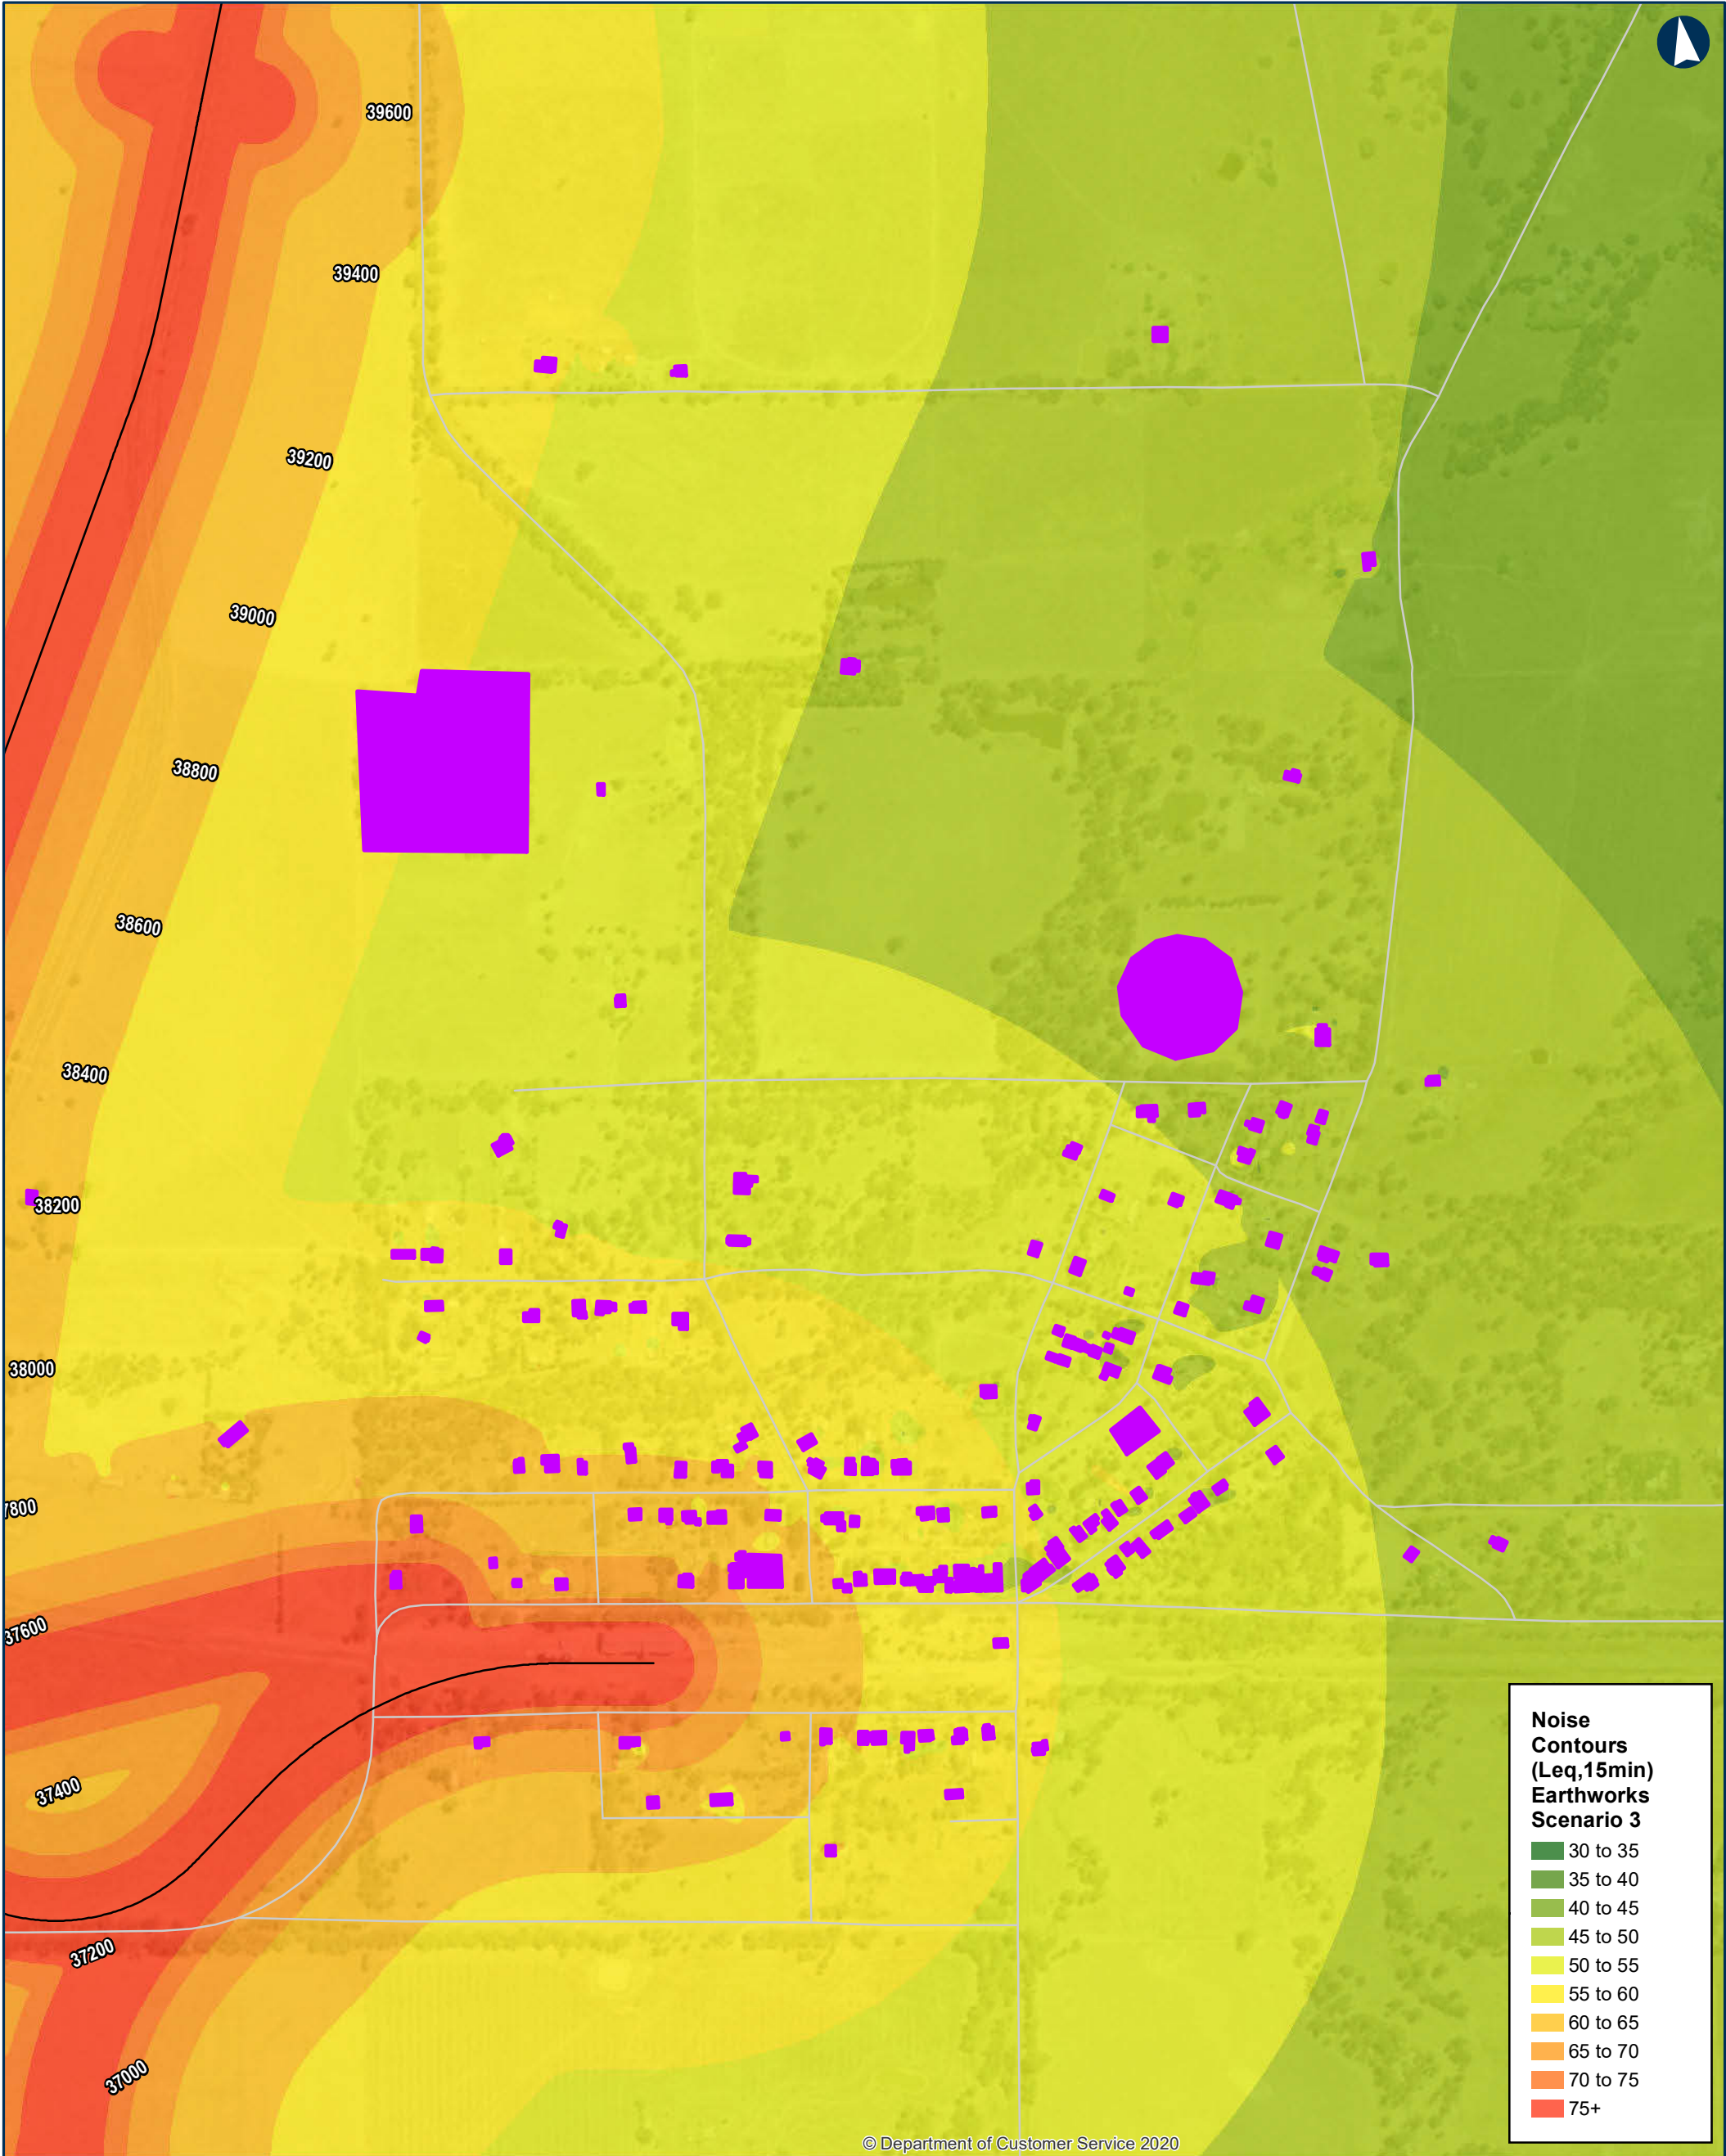 39600
39400
39200
39000
38800
38600
38400
38200
38000
7800
37600
37400
37200
37000
Noise
Contours
(Leq,15min)
Earthworks
Scenario 3
30 to 35
35 to 40
40 to 45
45 to 50
50 to 55
55 to 60
60 to 65
65 to 70
70 to 75
75+
© Department of Customer Service 2020